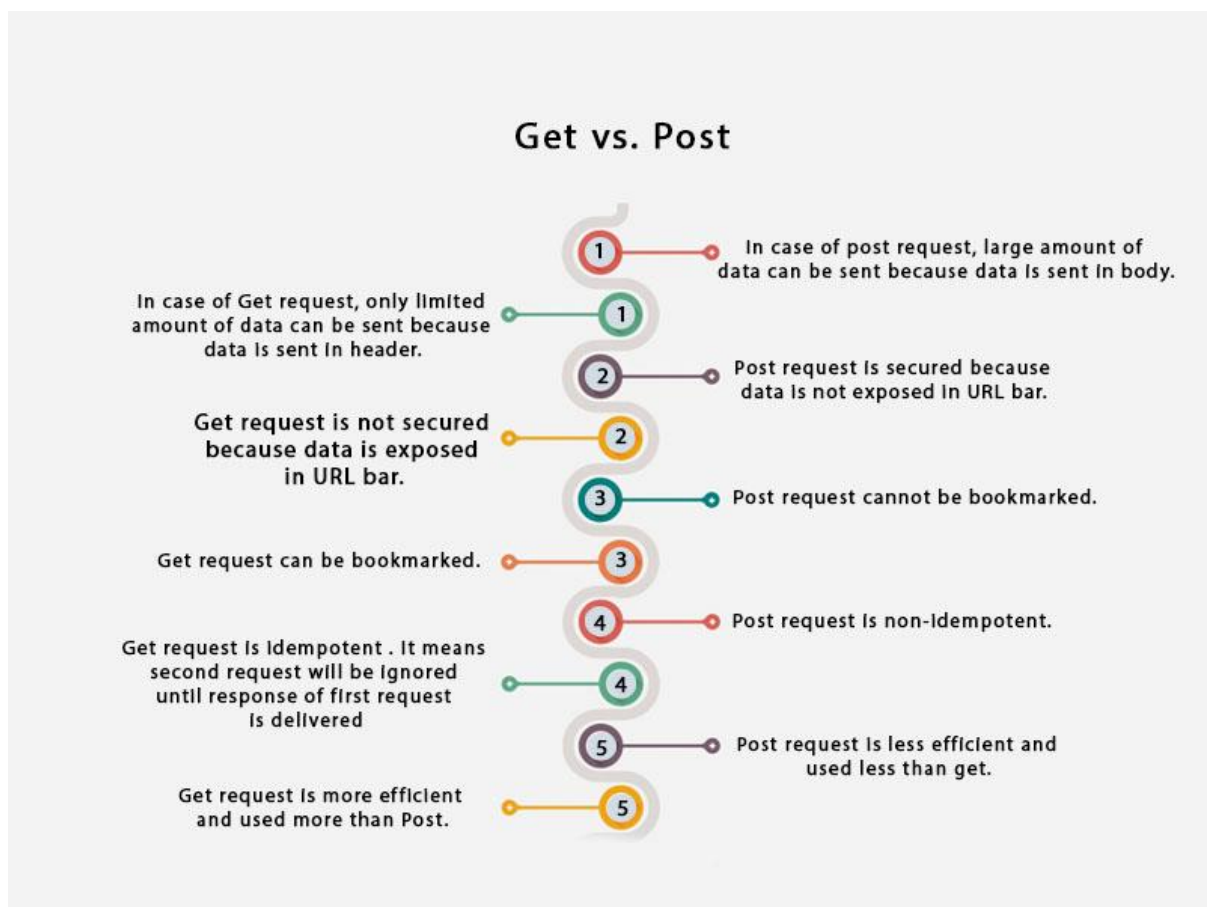 Get vs. Post
1
In case of post request, large amount of
data can be sent because data is sent in body.
In case of Get request, only limited
amount of data can be sent because
data is sent in header.
1
2
Post request is secured because
data is not exposed in URL bar.
Get request is not secured
because data is exposed
in URL bar.
2
3
Post request cannot be bookmarked.
Get request can be bookmarked.
3
4
Post request is non-idempotent.
Get request is idempotent . It means
second request will be ignored
until response of first request
is delivered
4
5
Post request is less efficient and
used less than get.
Get request is more efficient
and used more than Post.
5